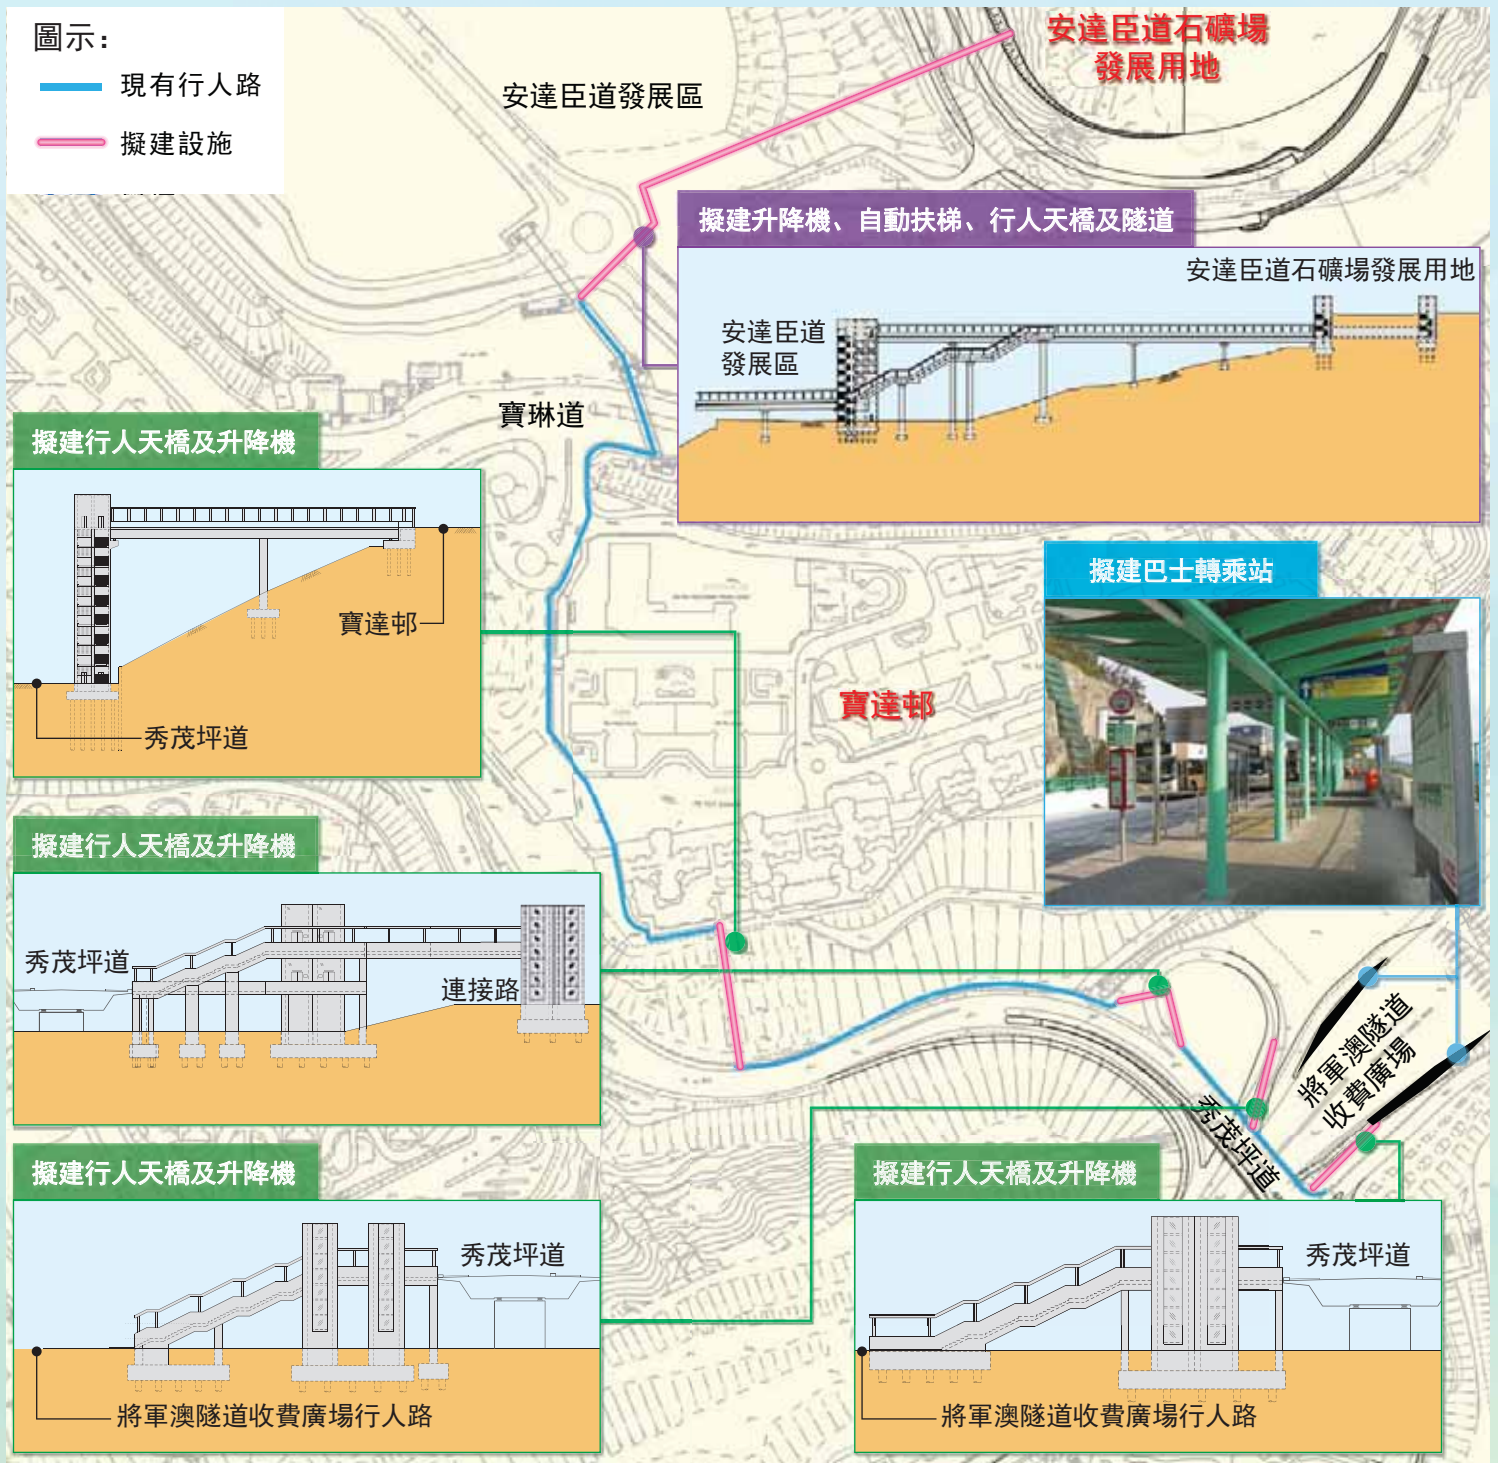 圖示：
現有行人路
擬建設施
安達臣道石礦場
發展用地
安達臣道發展區
擬建升降機、自動扶梯、行人天橋及隧道
安達臣道石礦場發展用地
安達臣道
發展區
寶琳道
擬建行人天橋及升降機
寶達邨
秀茂坪道
擬建巴士轉乘站
寶達邨
擬建行人天橋及升降機
秀茂坪道
連接路
將軍澳隧道
收費廣場
秀茂坪道
擬建行人天橋及升降機
秀茂坪道
將軍澳隧道收費廣場行人路
擬建行人天橋及升降機
秀茂坪道
將軍澳隧道收費廣場行人路